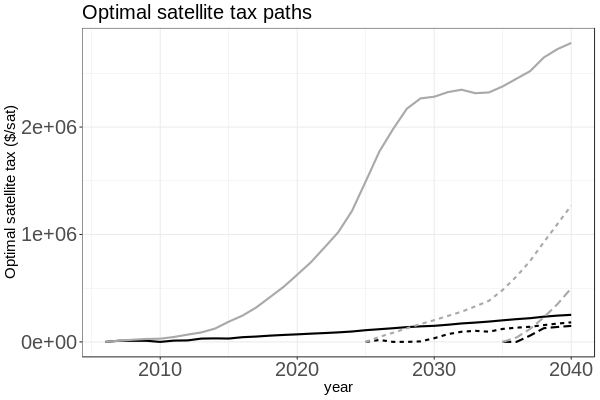 Optimal satellite tax paths
Optimal satellite tax ($/sat)
2e+06
1e+06
0e+00
2010 2020 2030 2040
year